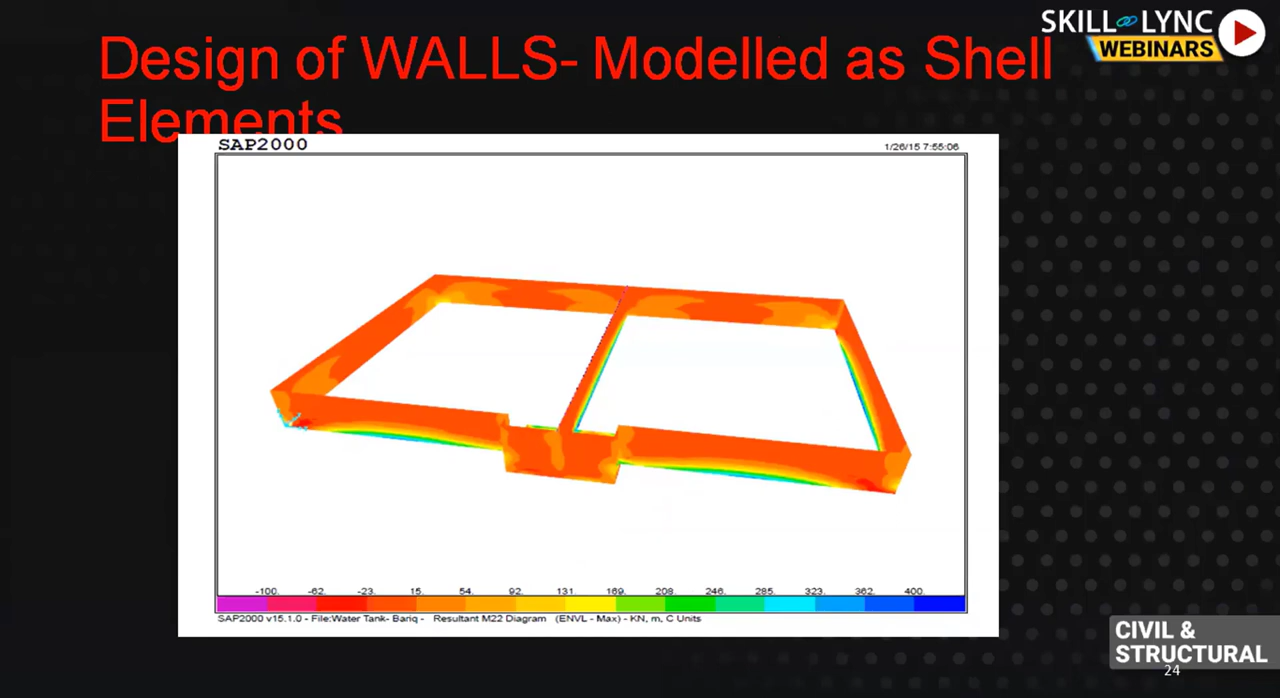 SKILL LYNC
WEBINARS
Design of WALLS- Modelled as Shell
Elements
SAP2000
1/26/15 7:55:06
-100. -62. -23. 15. 54. 92. 131. 169. 208 246. 285. 323. 362. 400.
SAP2000 v15.1.0 - File:Water Tank- Bariq - Resultant M22 Diagram (ENVL - Max) - KN, m, C Units
CIVIL &
STRUCTURAL
24